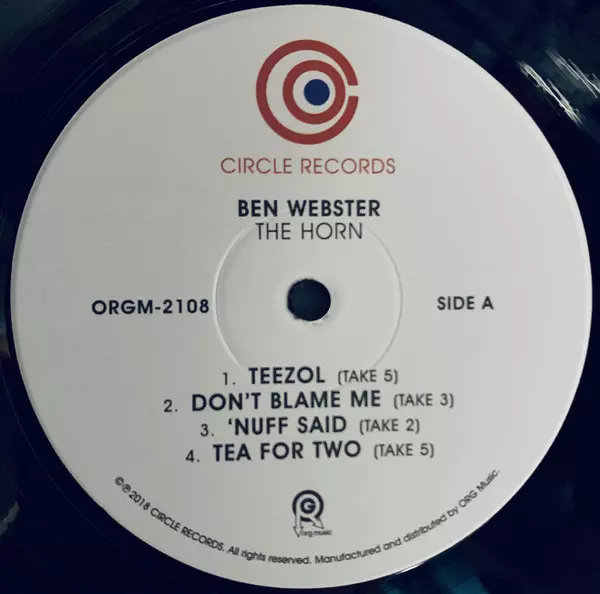 CIRCLE RECORDS
BEN WEBSTER
THE HORN
ORGM-2108
SIDE A
1. TEEZOL (TAKE 5)
2. DON'T BLAME ME (TAKE 3)
3. 'NUFF SAID (TAKE 2)
4. TEA FOR TWO (TAKE 5)
GR
org music
©℗2018 CIRCLE RECORDS. All rights reserved. Manufactured and distributed by ORG Music.